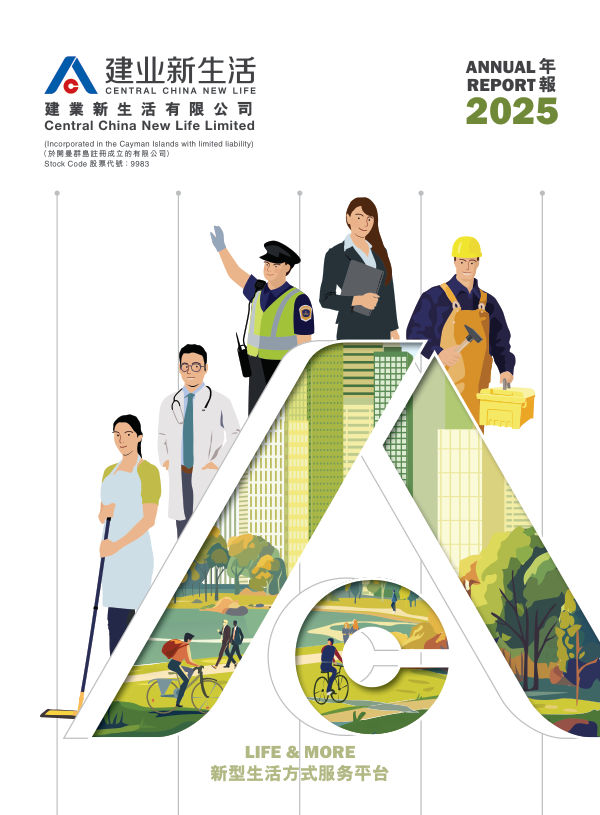 建业新生活
CENTRAL CHINA NEW LIFE
建業新生活有限公司
Central China New Life Limited
(Incorporated in the Cayman Islands with limited liability)
(於開曼群島註冊成立的有限公司)
Stock Code 股票代號：9983
ANNUAL 年
REPORT 報
2025
LIFE & MORE
新型生活方式服务平台